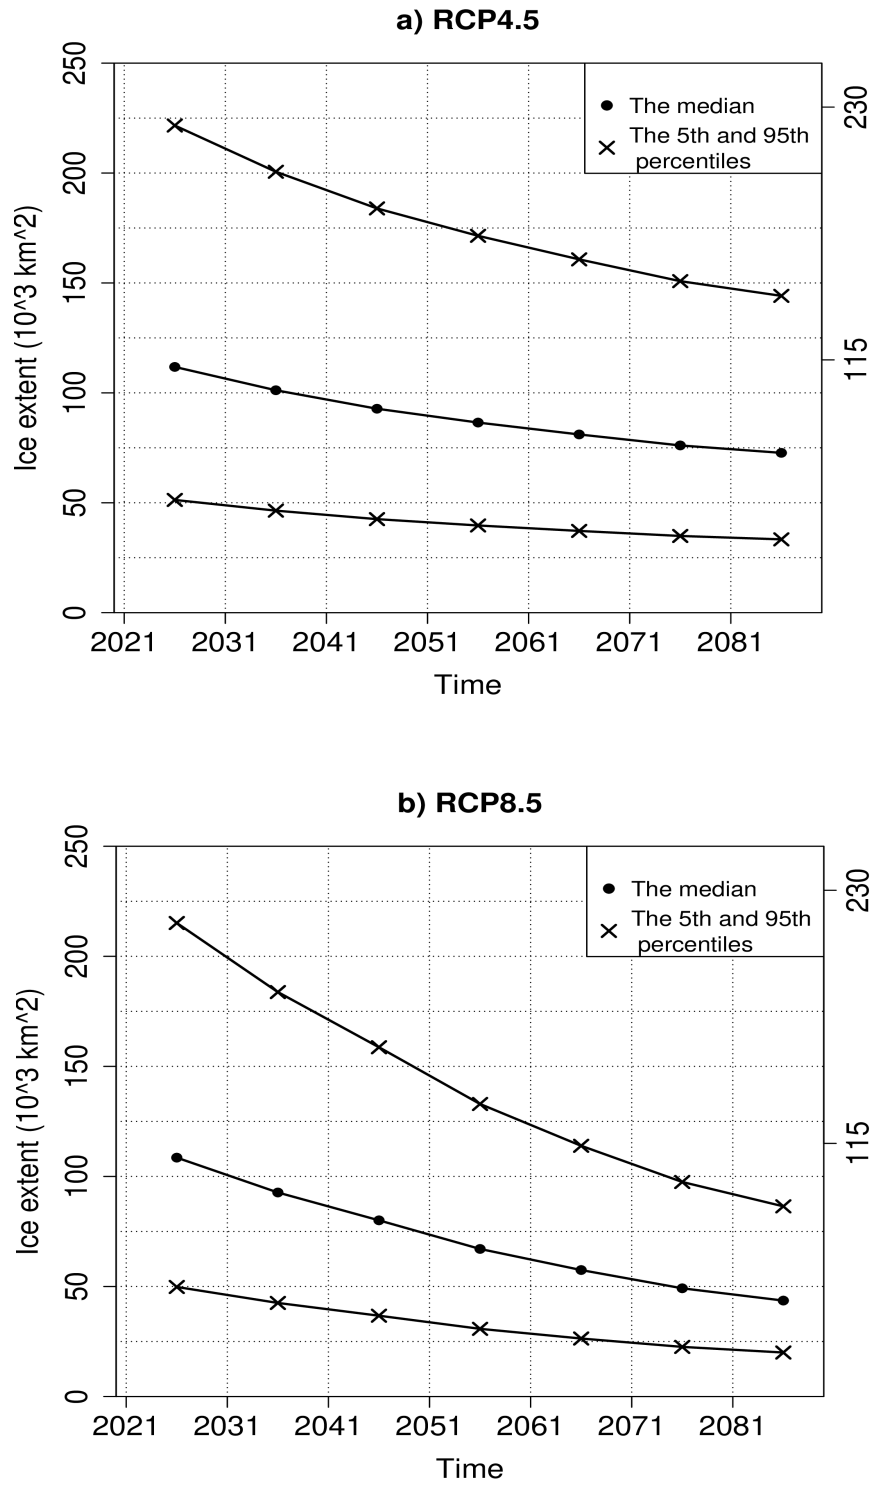 a) RCP4.5
250
200
150
100
50
0
Ice extent (10^3 km^2)
The median
The 5th and 95th
percentiles
230
115
2021 2031 2041 2051 2061 2071 2081
Time
b) RCP8.5
250
200
150
100
50
0
Ice extent (10^3 km^2)
The median
The 5th and 95th
percentiles
230
115
2021 2031 2041 2051 2061 2071 2081
Time